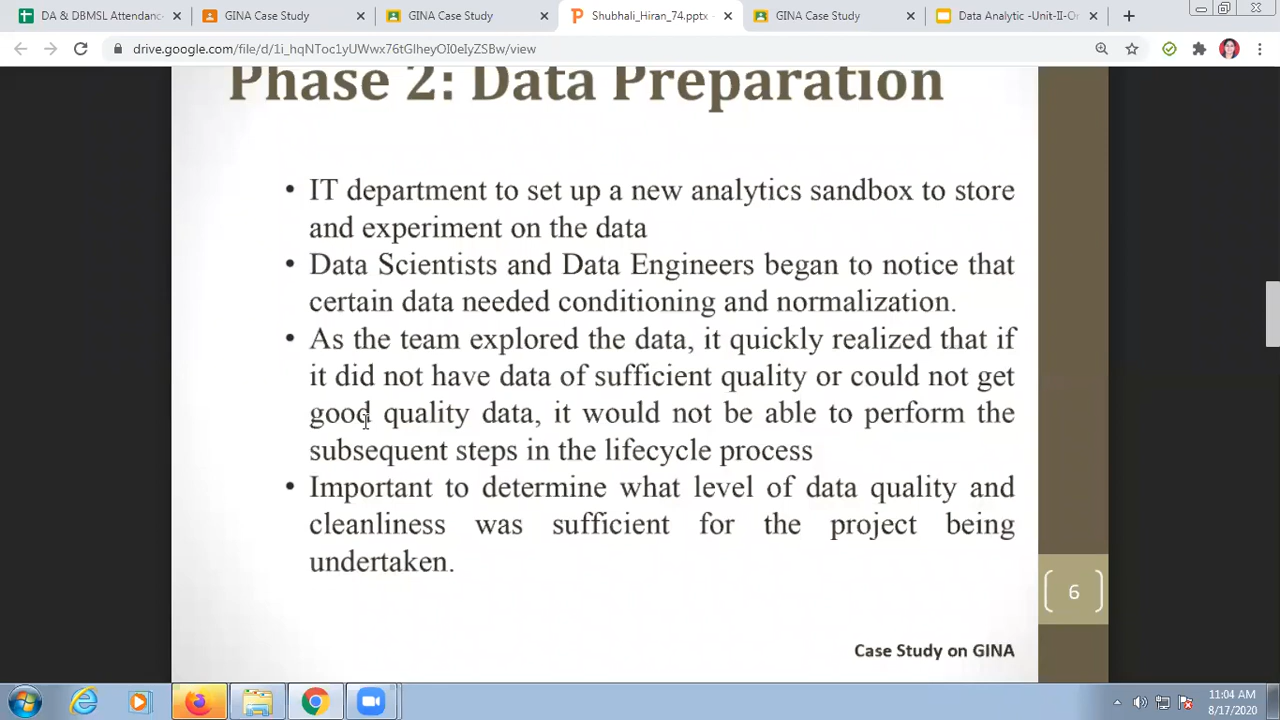 DA & DBMSL Attendanc
GINA Case Study
GINA Case Study
Shubhali_Hiran_74.pptx -
GINA Case Study
Data Analytic -Unit-II-Or
drive.google.com/file/d/1i_hqNToc1yUWwx76tGlheyOI0eIyZSBw/view
Phase 2: Data Preparation
• IT department to set up a new analytics sandbox to store
and experiment on the data
• Data Scientists and Data Engineers began to notice that
certain data needed conditioning and normalization.
• As the team explored the data, it quickly realized that if
it did not have data of sufficient quality or could not get
good quality data, it would not be able to perform the
subsequent steps in the lifecycle process
• Important to determine what level of data quality and
cleanliness was sufficient for the project being
undertaken.
6
Case Study on GINA
11:04 AM
8/17/2020